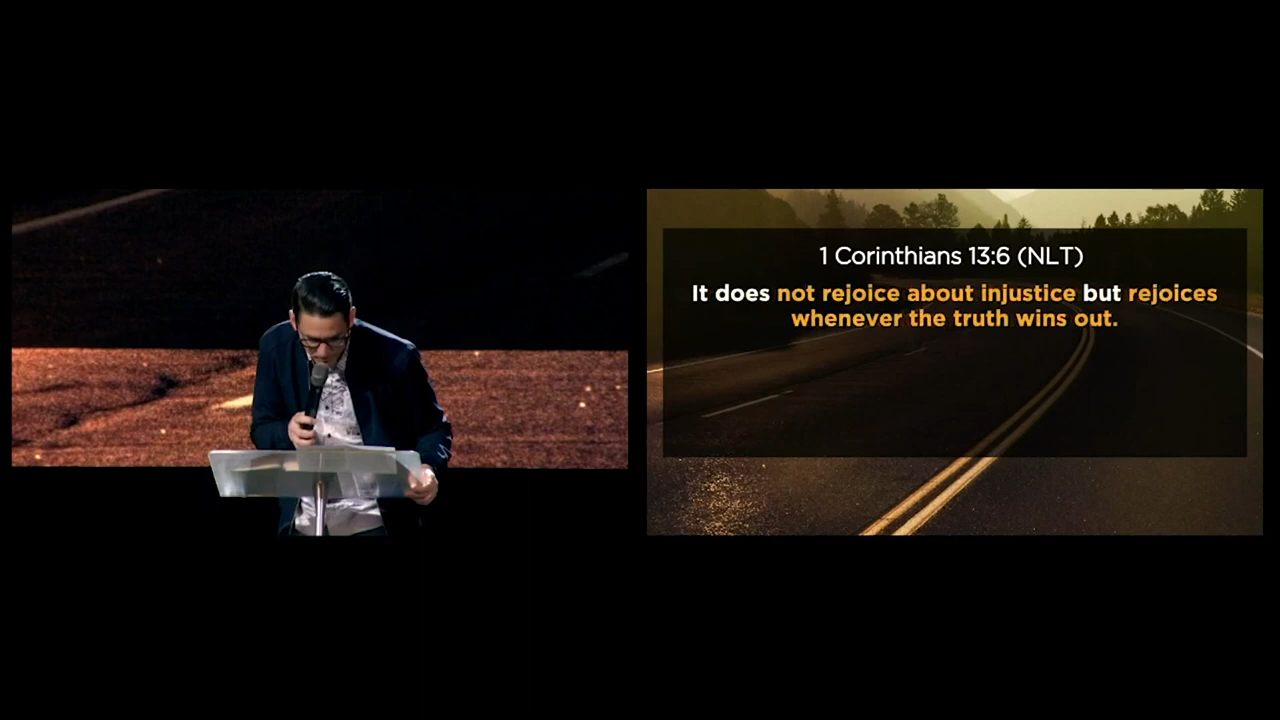 1 Corinthians 13:6 (NLT)
It does not rejoice about injustice but rejoices
whenever the truth wins out.